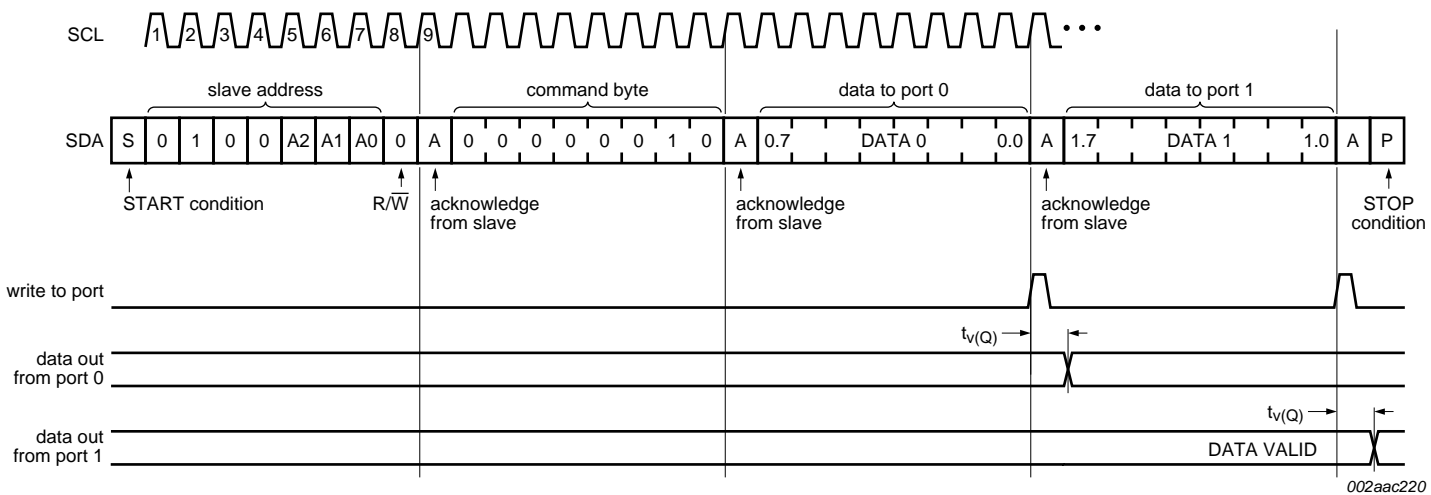 SCL 1 2 3 4 5 6 7 8 9 • • •
slave address command byte data to port 0 data to port 1
SDA S 0 1 0 0 A2 A1 A0 0 A 0 0 0 0 0 0 1 0 A 0.7 DATA 0 0.0 A 1.7 DATA 1 1.0 A P
START condition R/W̅ acknowledge
from slave
acknowledge
from slave
acknowledge
from slave
STOP
condition
write to port
tv(Q)
data out
from port 0
tv(Q)
data out
from port 1
DATA VALID
002aac220